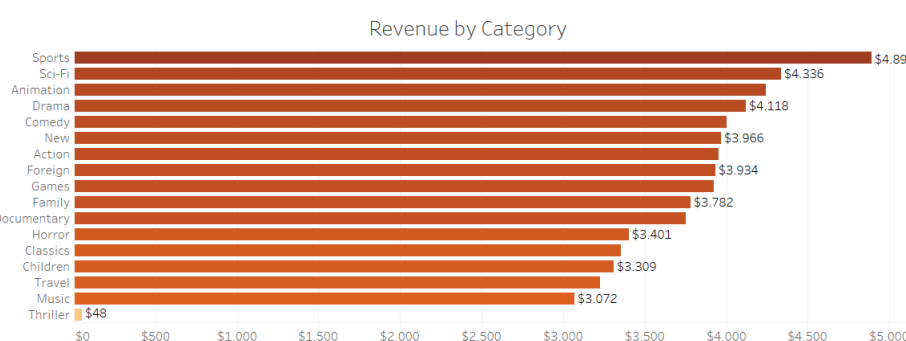 Revenue by Category
Sports $4.89
Sci-Fi $4.336
Animation
Drama $4.118
Comedy
New $3.966
Action
Foreign $3.934
Games
Family $3.782
Documentary
Horror $3.401
Classics
Children $3.309
Travel
Music $3.072
Thriller $48
$0 $500 $1.000 $1.500 $2.000 $2.500 $3.000 $3.500 $4.000 $4.500 $5.000